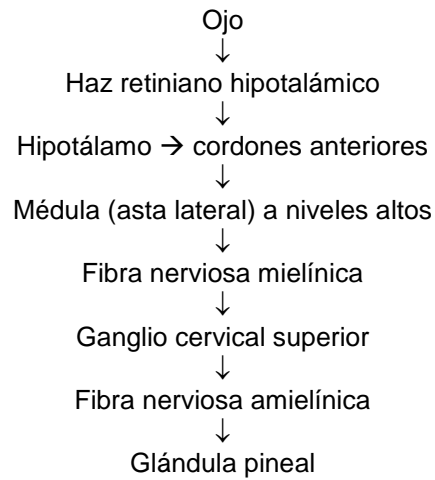 Ojo
↓
Haz retiniano hipotalámico
↓
Hipotálamo → cordones anteriores
↓
Médula (asta lateral) a niveles altos
↓
Fibra nerviosa mielínica
↓
Ganglio cervical superior
↓
Fibra nerviosa amielínica
↓
Glándula pineal